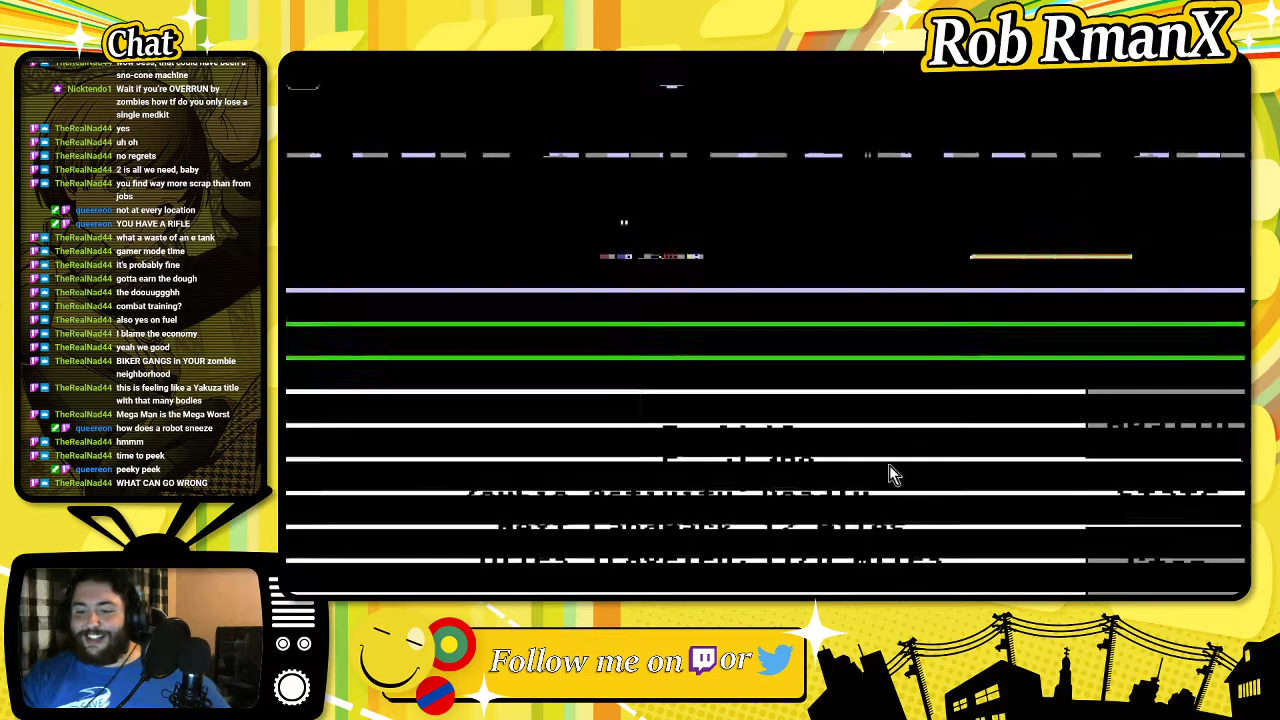 Chat
Rob RmanX
sao-cone machine
Nicktendo1 Wait if you're OVERRUN by
zombies how tf do you only lose a
single medkit
TheRealNad44 yes
TheRealNad44 uh oh
TheRealNad44 no regrets
TheRealNad44 2 is all we need, baby
TheRealNad44 you find way more scrap than from
jobs
queereon not at every location
queereon YOU HAVE A RIFLE
TheRealNad44 what a waste of an e tank
TheRealNad44 gamer mode time
TheRealNad44 it's probably fine
TheRealNad44 gotta earn the dough
TheRealNad44 the doouuggghh
TheRealNad44 combat training?
TheRealNad44 also yes on fuel
TheRealNad44 I blame the economy
TheRealNad44 yeah we good
TheRealNad44 BIKER GANGS in YOUR zombie
neighborhood
TheRealNad44 this is feeling like a Yakuza title
with that many bodies
TheRealNad44 Mega Man is the Mega Worst
queereon how does a robot sneeze
TheRealNad44 hmmm
TheRealNad44 time to peek
queereon peeky peek
TheRealNad44 WHAT CAN GO WRONG
Follow me on or